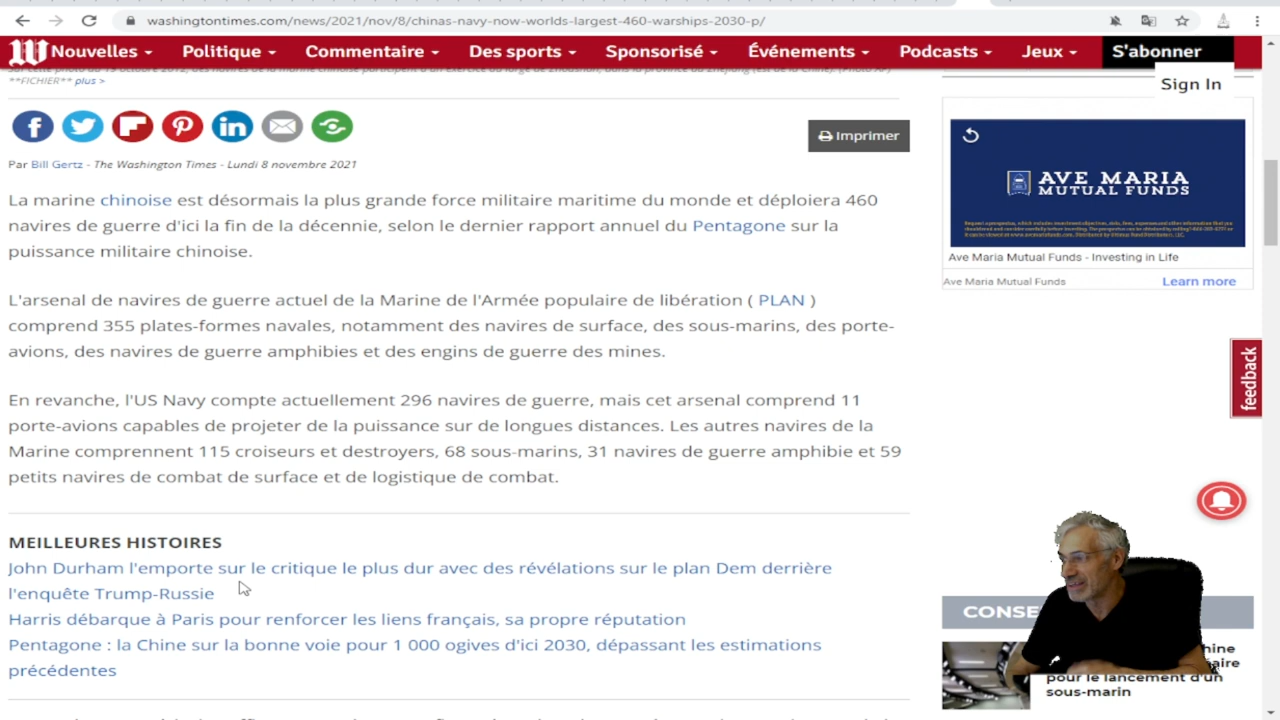 washingtontimes.com/news/2021/nov/8/chinas-navy-now-worlds-largest-460-warships-2030-p/
W Nouvelles Politique Commentaire Des sports Sponsorisé Événements Podcasts Jeux S'abonner
Sign In
**FICHIER** plus >
Imprimer
Par Bill Gertz - The Washington Times - Lundi 8 novembre 2021
La marine chinoise est désormais la plus grande force militaire maritime du monde et déploiera 460
navires de guerre d'ici la fin de la décennie, selon le dernier rapport annuel du Pentagone sur la
puissance militaire chinoise.
L'arsenal de navires de guerre actuel de la Marine de l'Armée populaire de libération ( PLAN )
comprend 355 plates-formes navales, notamment des navires de surface, des sous-marins, des porte-
avions, des navires de guerre amphibies et des engins de guerre des mines.
En revanche, l'US Navy compte actuellement 296 navires de guerre, mais cet arsenal comprend 11
porte-avions capables de projeter de la puissance sur de longues distances. Les autres navires de la
Marine comprennent 115 croiseurs et destroyers, 68 sous-marins, 31 navires de guerre amphibie et 59
petits navires de combat de surface et de logistique de combat.
MEILLEURES HISTOIRES
John Durham l'emporte sur le critique le plus dur avec des révélations sur le plan Dem derrière
l'enquête Trump-Russie
Harris débarque à Paris pour renforcer les liens français, sa propre réputation
Pentagone : la Chine sur la bonne voie pour 1 000 ogives d'ici 2030, dépassant les estimations
précédentes
AVE MARIA
MUTUAL FUNDS
Ave Maria Mutual Funds - Investing in Life
Ave Maria Mutual Funds Learn more
feedback
pour le lancement d'un
sous-marin